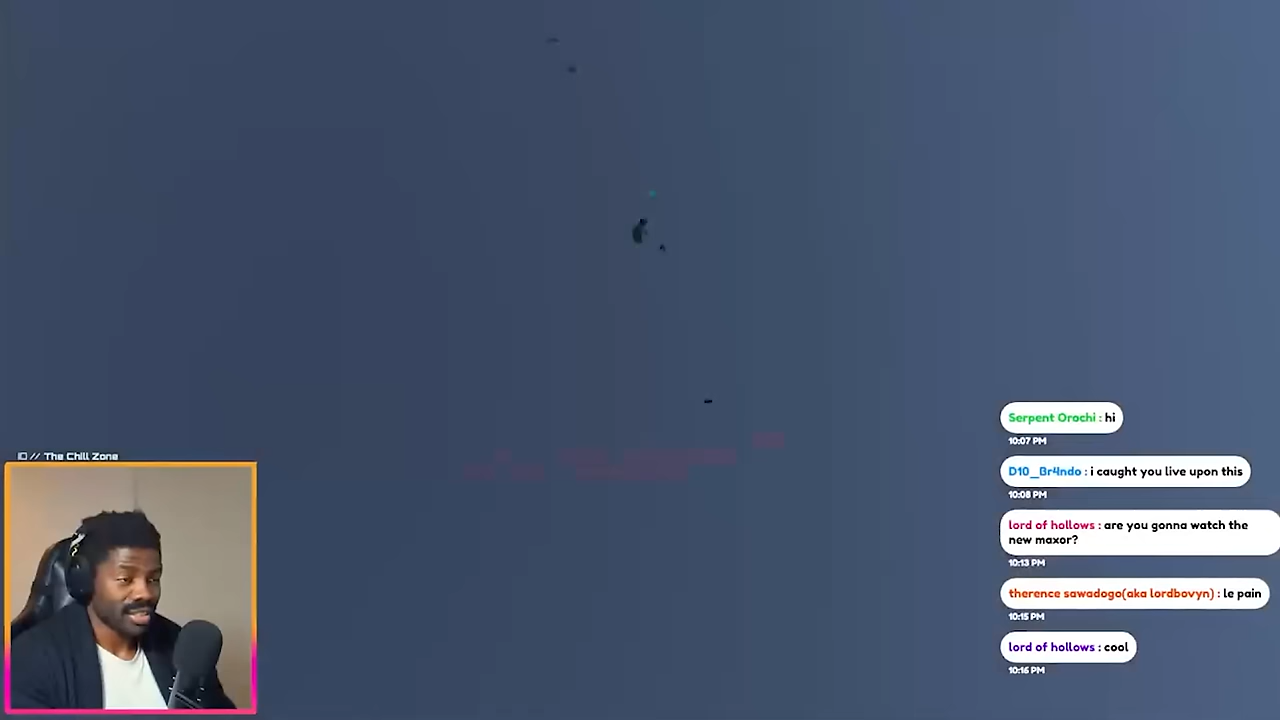 // The Chill Zone
Serpent Orochi : hi
10:07 PM
D10_Br4ndo : i caught you live upon this
10:08 PM
lord of hollows : are you gonna watch the
new maxor?
10:13 PM
therence sawadogo(aka lordbovyn) : le pain
10:15 PM
lord of hollows : cool
10:16 PM